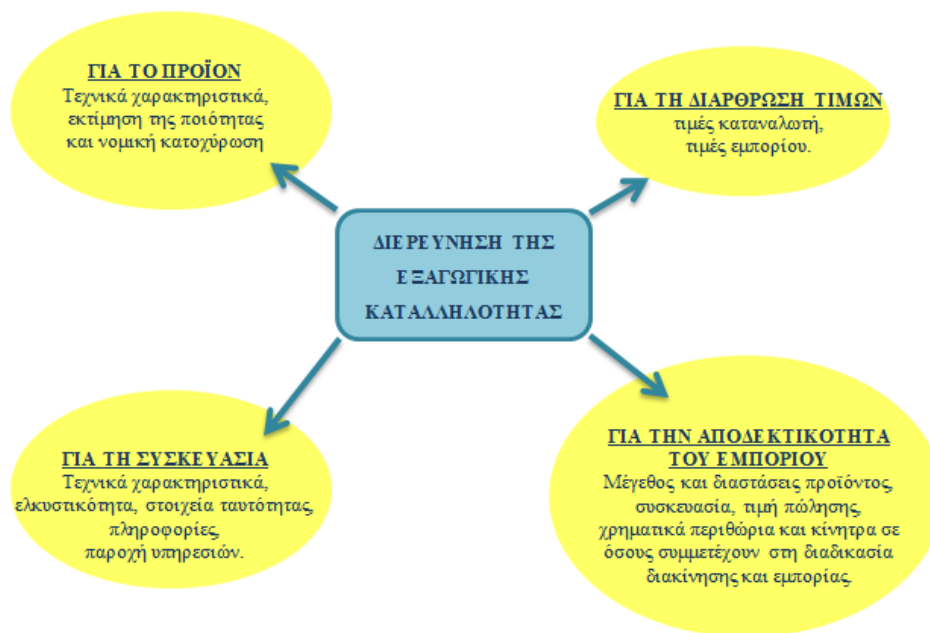 ΓΙΑ ΤΟ ΠΡΟΪΟΝ
Τεχνικά χαρακτηριστικά,
εκτίμηση της ποιότητας
και νομική κατοχύρωση
ΓΙΑ ΤΗ ΔΙΑΡΘΡΩΣΗ ΤΙΜΩΝ
τιμές καταναλωτή,
τιμές εμπορίου.
ΔΙΕΡΕΥΝΗΣΗ ΤΗΣ
ΕΞΑΓΩΓΙΚΗΣ
ΚΑΤΑΛΛΗΛΟΤΗΤΑΣ
ΓΙΑ ΤΗ ΣΥΣΚΕΥΑΣΙΑ
Τεχνικά χαρακτηριστικά,
ελκυστικότητα, στοιχεία ταυτότητας,
πληροφορίες,
παροχή υπηρεσιών.
ΓΙΑ ΤΗΝ ΑΠΟΔΕΚΤΙΚΟΤΗΤΑ
ΤΟΥ ΕΜΠΟΡΙΟΥ
Μέγεθος και διαστάσεις προϊόντος,
συσκευασία, τιμή πώλησης,
χρηματικά περιθώρια και κίνητρα σε
όσους συμμετέχουν στη διαδικασία
διακίνησης και εμπορίας.